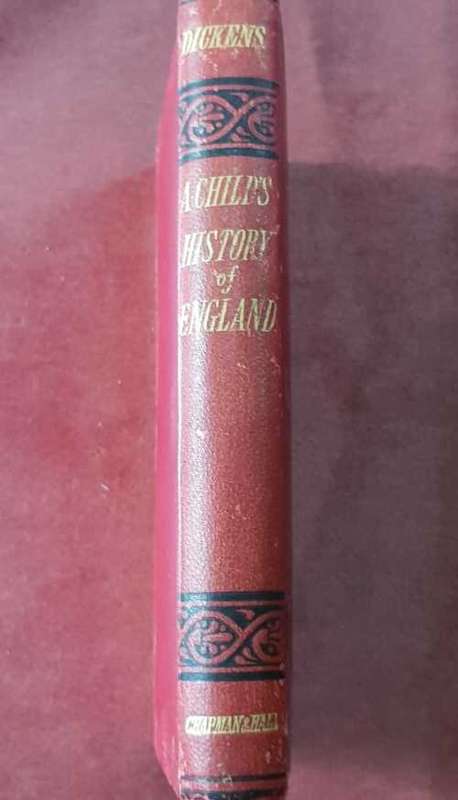 DICKENS
A CHILD'S
HISTORY
of
ENGLAND
CHAPMAN & HALL